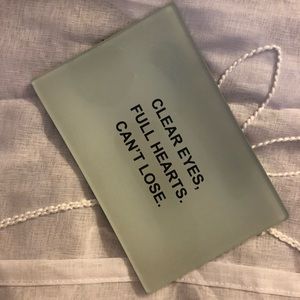 CLEAR EYES,
FULL HEARTS.
CAN'T LOSE.